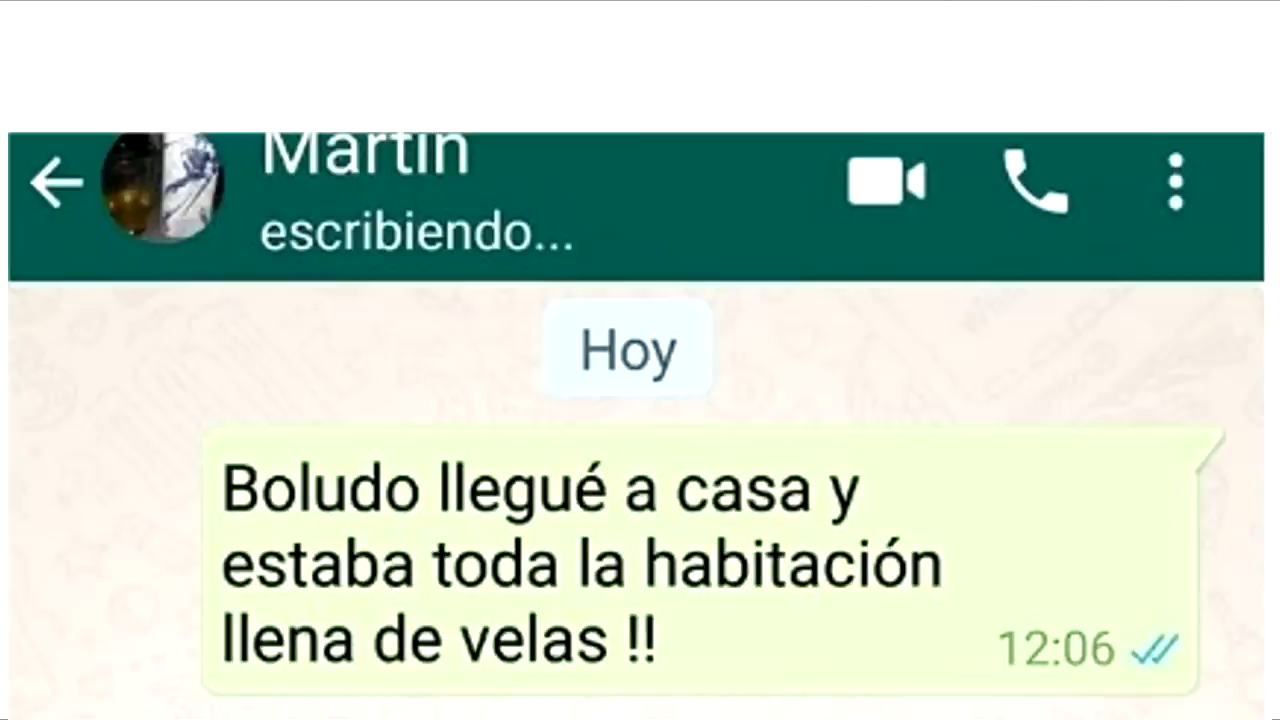 Martin
escribiendo...
Hoy
Boludo llegué a casa y
estaba toda la habitación
llena de velas !!
12:06